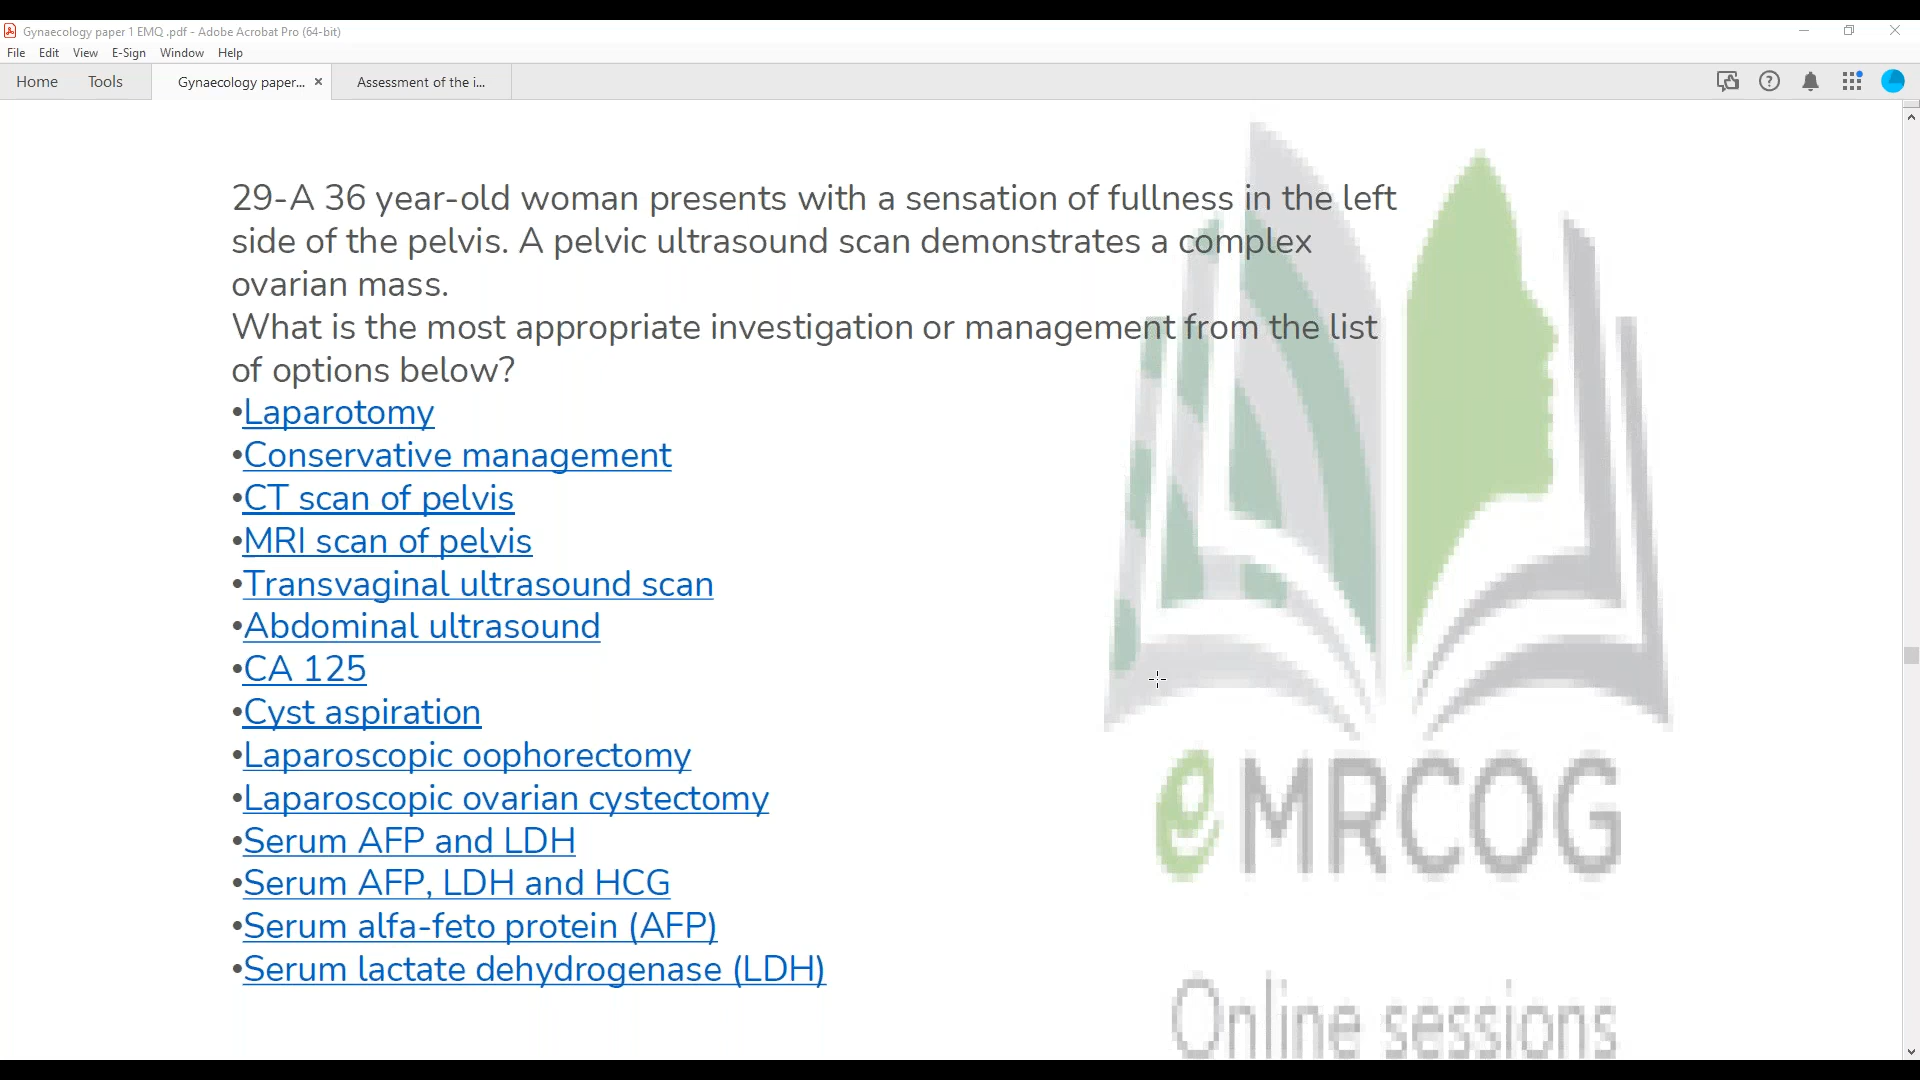 Gynaecology paper 1 EMQ .pdf - Adobe Acrobat Pro (64-bit)
File Edit View E-Sign Window Help
Home Tools Gynaecology paper... × Assessment of the i...
29-A 36 year-old woman presents with a sensation of fullness in the left
side of the pelvis. A pelvic ultrasound scan demonstrates a complex
ovarian mass.
What is the most appropriate investigation or management from the list
of options below?
•Laparotomy
•Conservative management
•CT scan of pelvis
•MRI scan of pelvis
•Transvaginal ultrasound scan
•Abdominal ultrasound
•CA 125
•Cyst aspiration
•Laparoscopic oophorectomy
•Laparoscopic ovarian cystectomy
•Serum AFP and LDH
•Serum AFP, LDH and HCG
•Serum alfa-feto protein (AFP)
•Serum lactate dehydrogenase (LDH)
eMRCOG
Online sessions